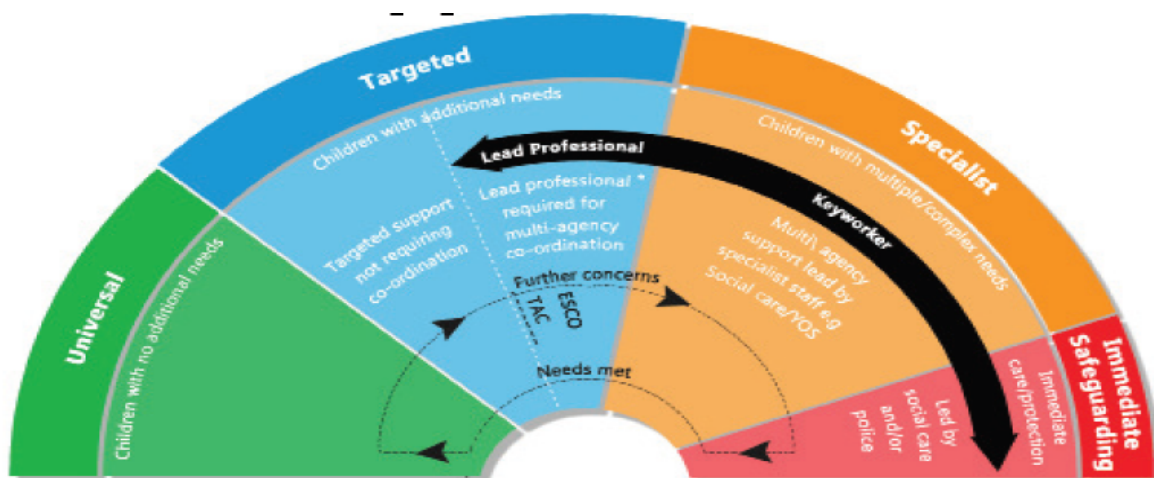 Universal
Children with no additional needs
Targeted
Children with additional needs
Targeted support
not requiring
co-ordination
Lead Professional
Lead professional *
required for
multi-agency
co-ordination
Further concerns
ESCO
TAC
Needs met
Specialist
Children with multiple/complex needs
Keyworker
Multi\ agency
support lead by
specialist staff e.g
Social care/YOS
Immediate
Safeguarding
Immediate
care/protection
Led by
social care
and/or
police